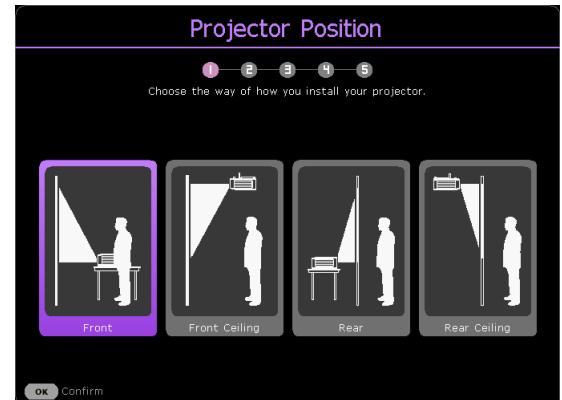 Projector Position
1 2 3 4 5
Choose the way of how you install your projector.
Front Front Ceiling Rear Rear Ceiling
OK Confirm